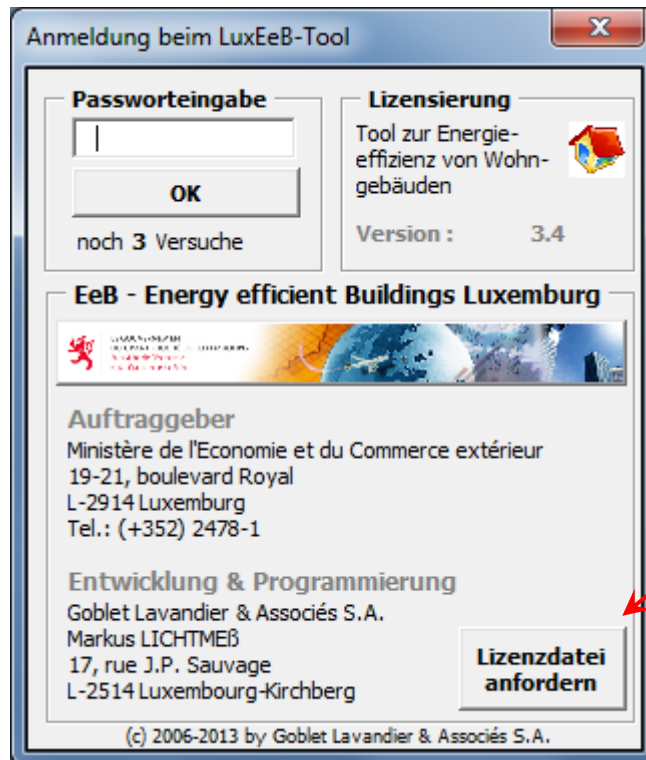 Anmeldung beim LuxEeB-Tool
Passworteingabe
OK
noch 3 Versuche
Lizensierung
Tool zur Energie-
effizienz von Wohn-
gebäuden
Version : 3.4
EeB - Energy efficient Buildings Luxemburg
Auftraggeber
Ministère de l'Economie et du Commerce extérieur
19-21, boulevard Royal
L-2914 Luxemburg
Tel.: (+352) 2478-1
Entwicklung & Programmierung
Goblet Lavandier & Associés S.A.
Markus LICHTMEß
17, rue J.P. Sauvage
L-2514 Luxembourg-Kirchberg
Lizenzdatei
anfordern
(c) 2006-2013 by Goblet Lavandier & Associés S.A.